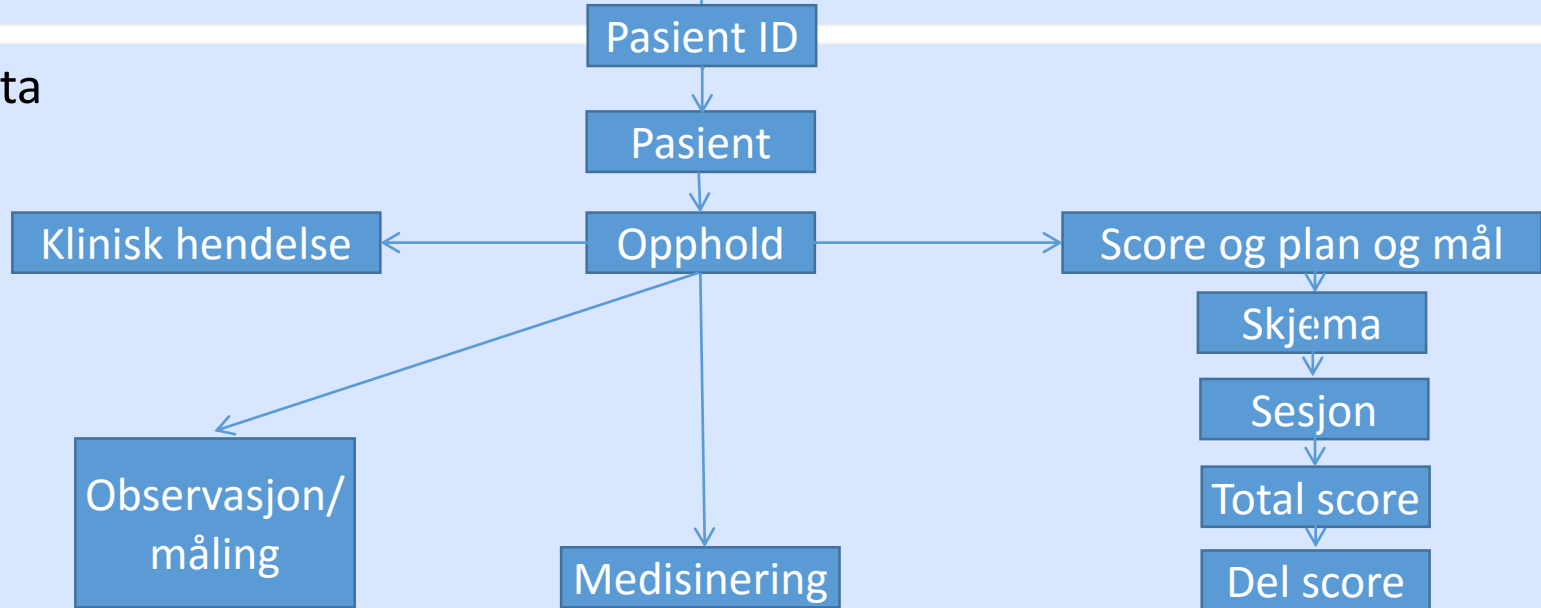 Pasient ID
ta
Pasient
Klinisk hendelse
Opphold
Score og plan og mål
Skjema
Sesjon
Observasjon/
måling
Total score
Medisinering
Del score